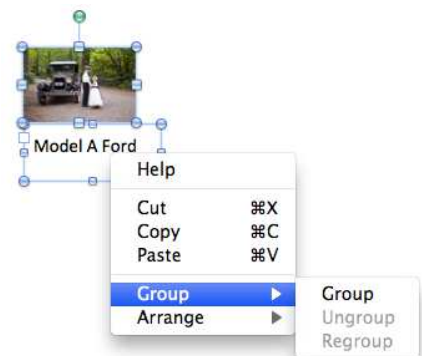 Model A Ford
Help
Cut ⌘X
Copy ⌘C
Paste ⌘V
Group
Arrange
Group
Ungroup
Regroup